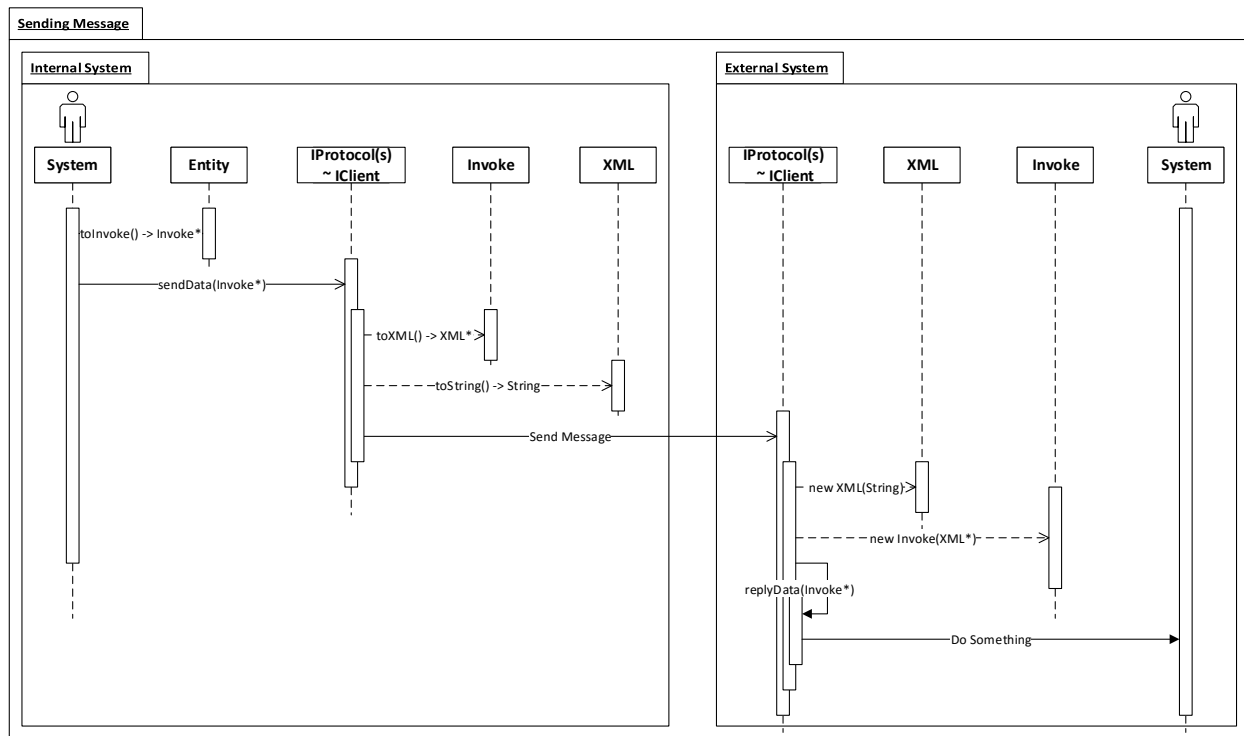 Sending Message
Internal System
External System
System
Entity
IProtocol(s)
~ IClient
Invoke
XML
IProtocol(s)
~ IClient
XML
Invoke
System
toInvoke() -> Invoke*
sendData(Invoke*)
toXML() -> XML*
toString() -> String
Send Message
new XML(String)
new Invoke(XML*)
replyData(Invoke*)
Do Something